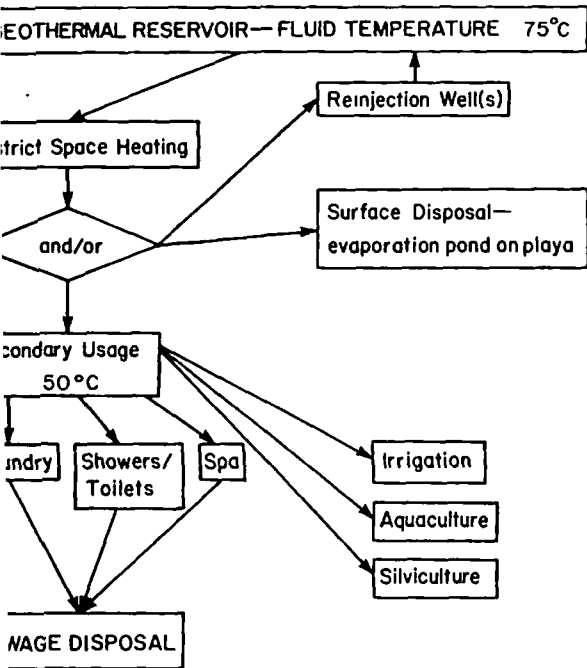 GEOTHERMAL RESERVOIR—FLUID TEMPERATURE 75°C
Reinjection Well(s)
strict Space Heating
and/or
Surface Disposal—
evaporation pond on playa
condary Usage
50°C
undry
Showers/
Toilets
Spa
Irrigation
Aquaculture
Silviculture
WAGE DISPOSAL